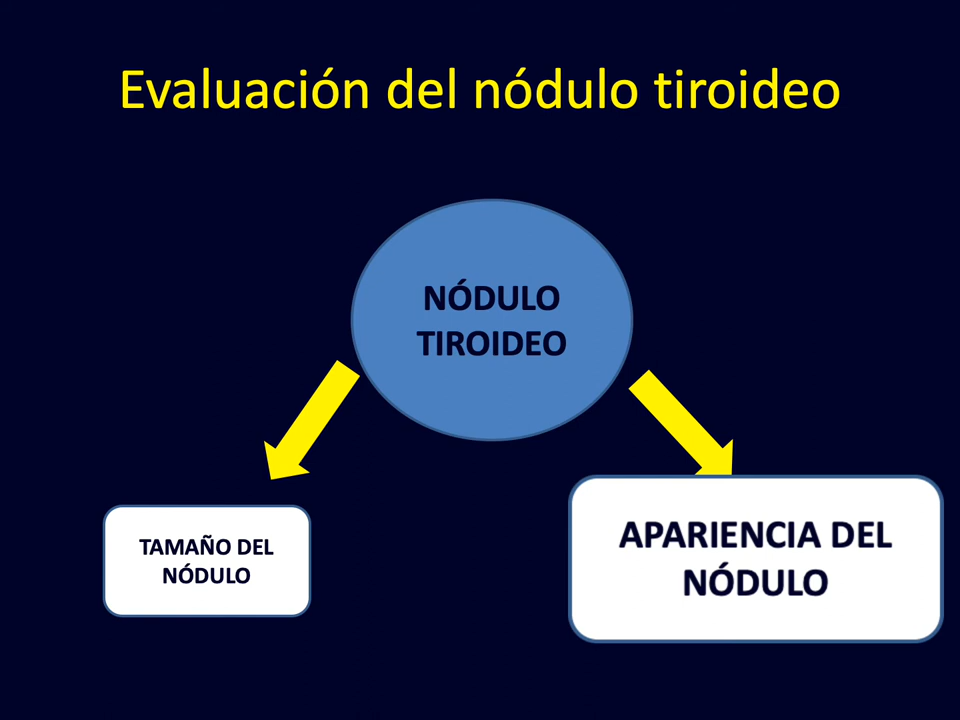 Evaluación del nódulo tiroideo
NÓDULO
TIROIDEO
TAMAÑO DEL
NÓDULO
APARIENCIA DEL
NÓDULO